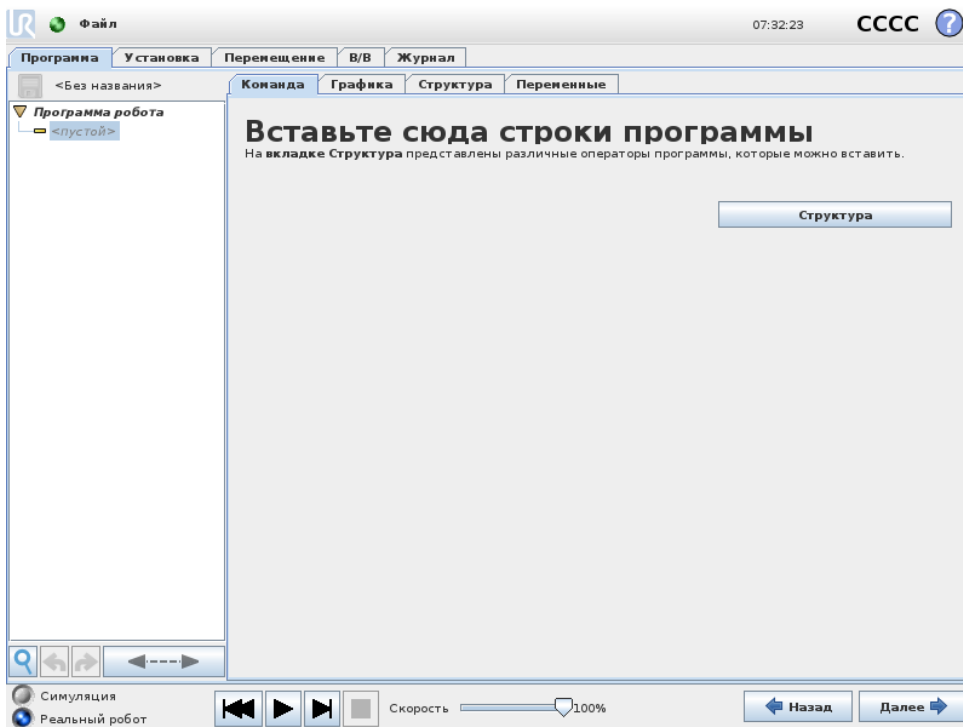 UR Файл 07:32:23 CCCC ?
Программа Установка Перемещение В/В Журнал
<Без названия>
Команда Графика Структура Переменные
Программа робота
<пустой>
Вставьте сюда строки программы
На вкладке Структура представлены различные операторы программы, которые можно вставить.
Структура
Симуляция
Реальный робот
Скорость 100%
Назад Далее